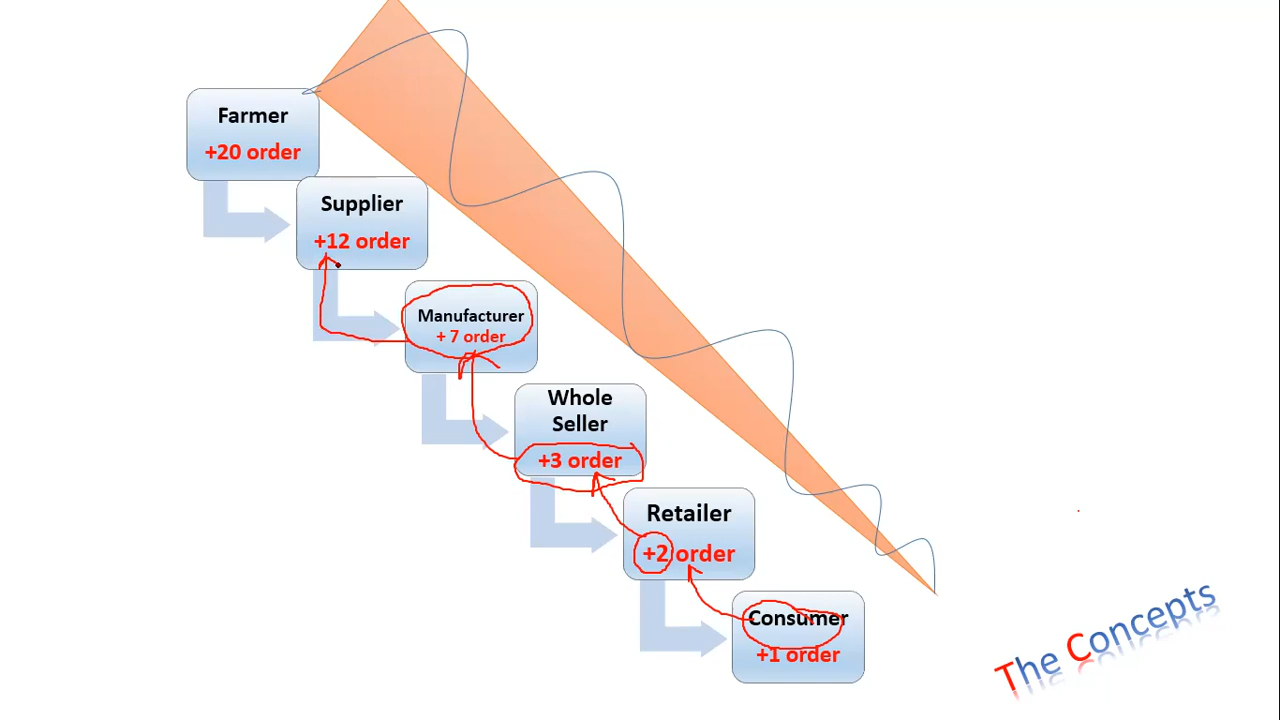 Farmer
+20 order
Supplier
+12 order
Manufacturer
+ 7 order
Whole
Seller
+3 order
Retailer
+2 order
Consumer
+1 order
The Concepts